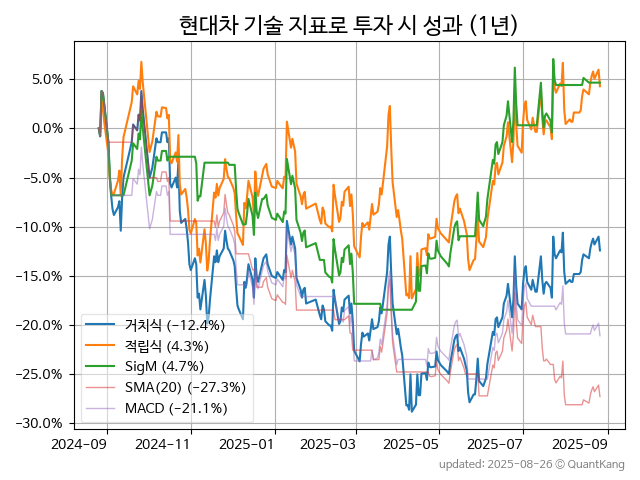 현대차 기술 지표로 투자 시 성과 (1년)
5.0%
0.0%
−5.0%
−10.0%
−15.0%
−20.0%
−25.0%
−30.0%
거치식 (−12.4%)
적립식 (4.3%)
SigM (4.7%)
SMA(20) (−27.3%)
MACD (−21.1%)
2024-09 2024-11 2025-01 2025-03 2025-05 2025-07 2025-09
updated: 2025-08-26 © QuantKang